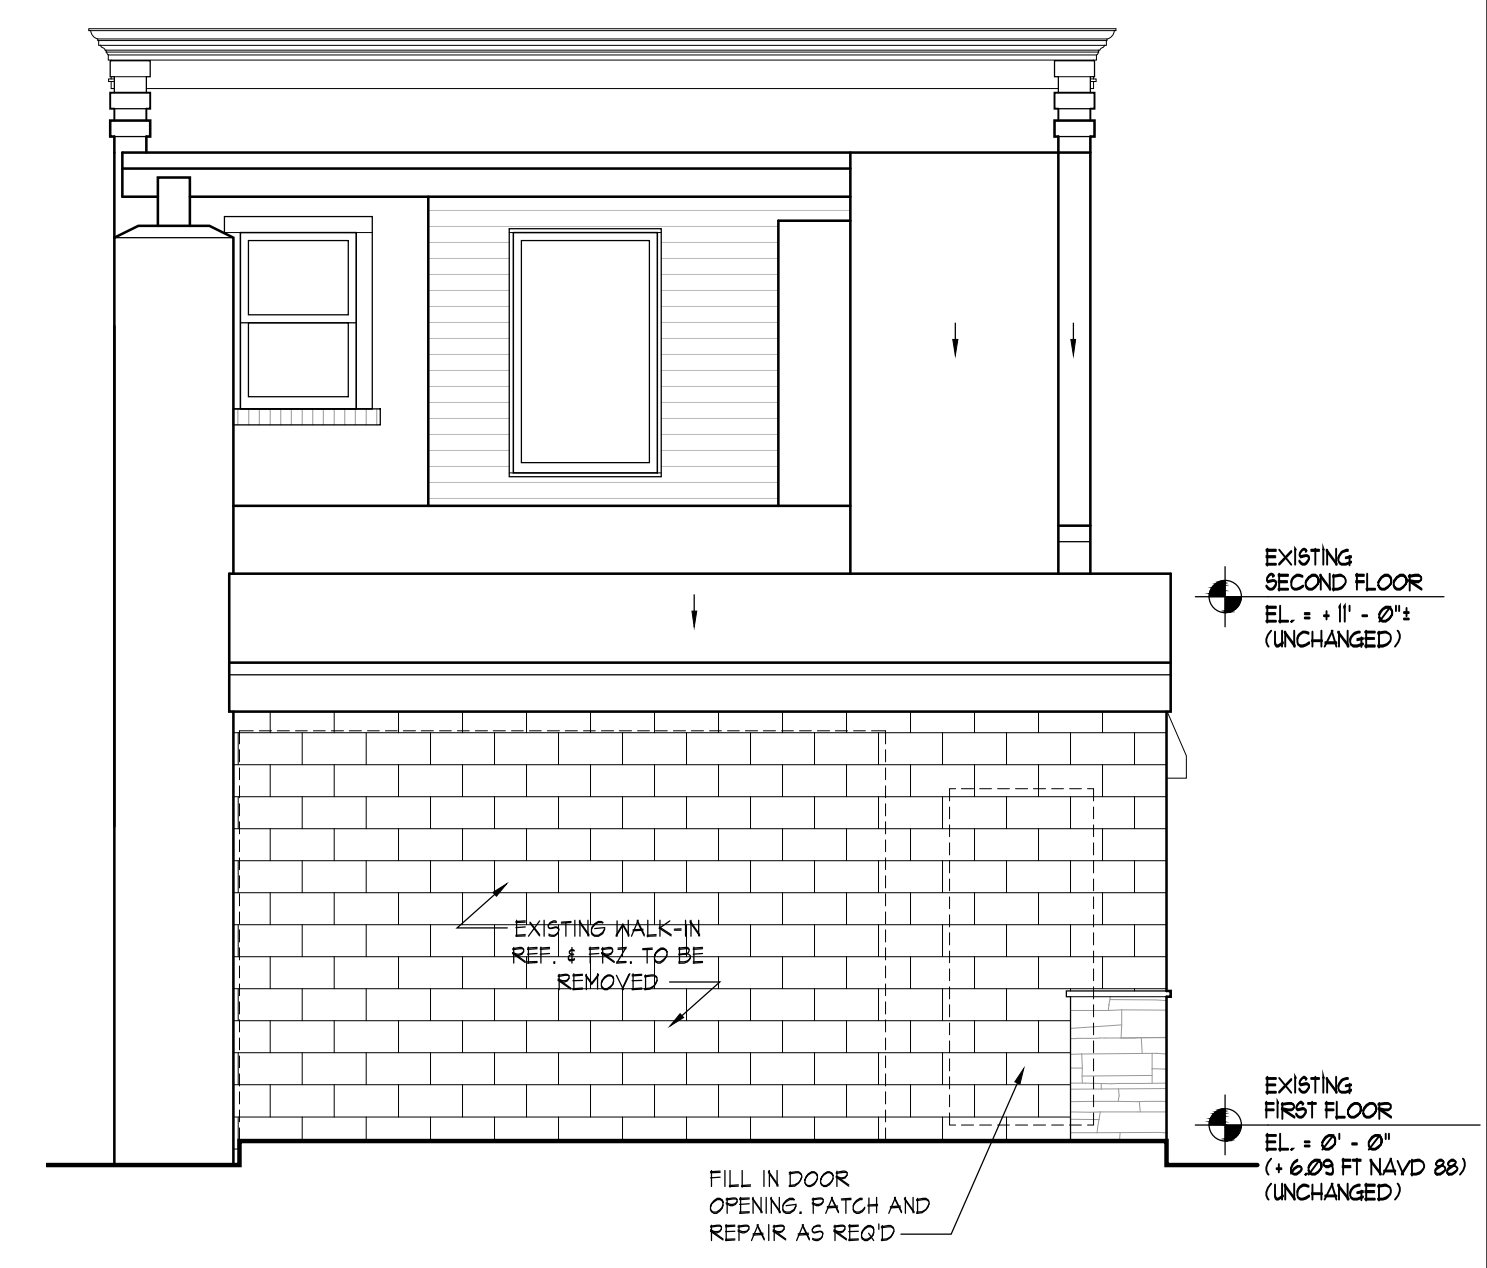 EXISTING
SECOND FLOOR
EL. = + 11' - 0"±
(UNCHANGED)
EXISTING WALK-IN
REF. & FRZ. TO BE
REMOVED
EXISTING
FIRST FLOOR
EL. = 0' - 0"
(+ 6.09 FT NAVD 88)
(UNCHANGED)
FILL IN DOOR
OPENING. PATCH AND
REPAIR AS REQ'D